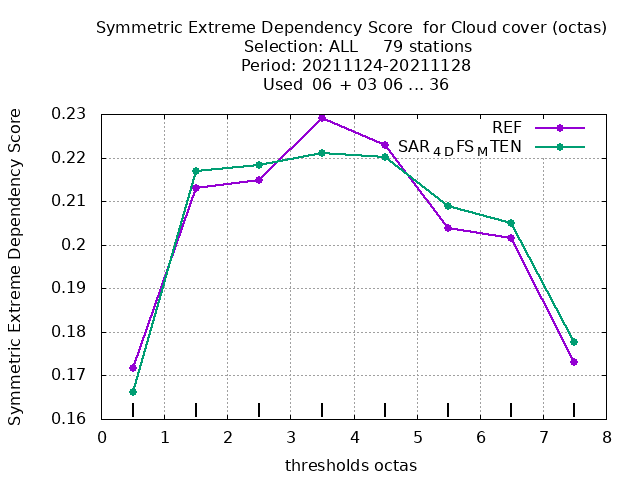 Symmetric Extreme Dependency Score  for Cloud cover (octas)
Selection: ALL     79 stations
Period: 20211124-20211128
Used  06 + 03 06 ... 36
Symmetric Extreme Dependency Score
0.23
0.22
0.21
0.2
0.19
0.18
0.17
0.16
REF
SAR4DFSMTEN
0 1 2 3 4 5 6 7 8
thresholds octas